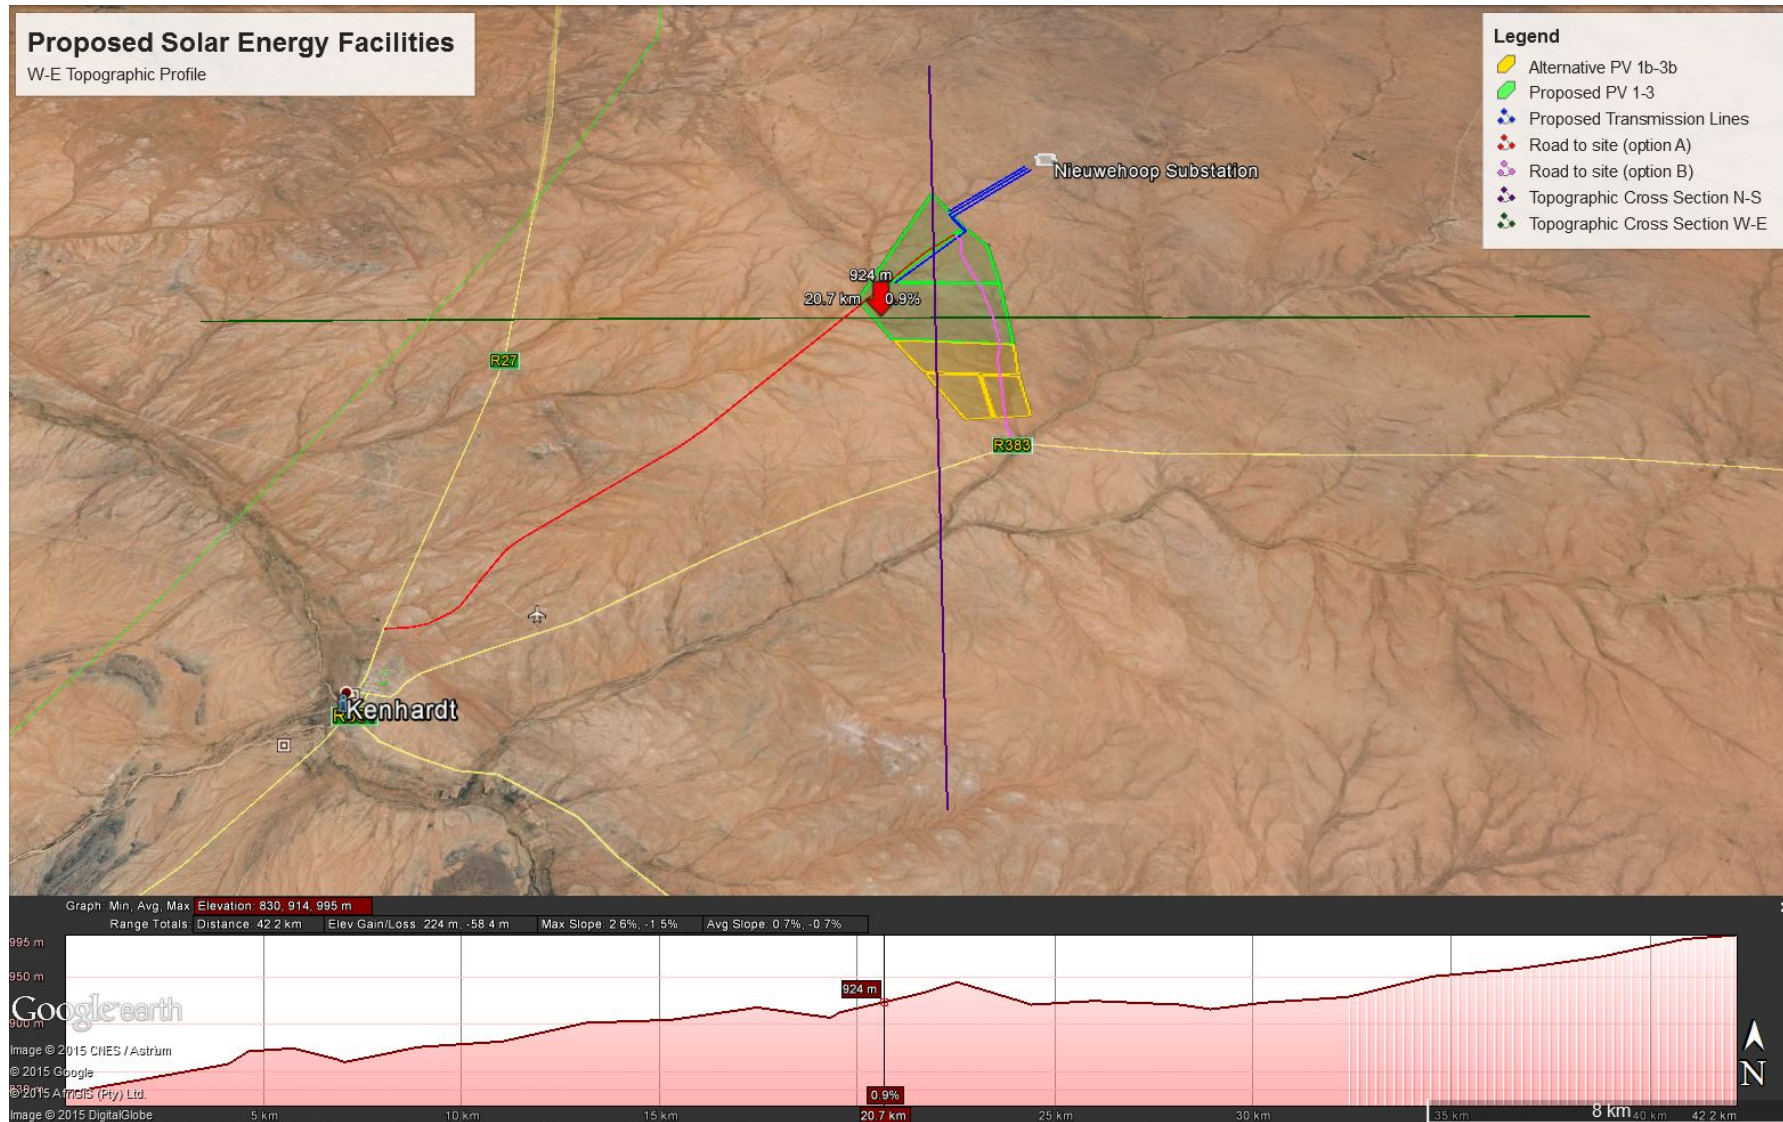 Proposed Solar Energy Facilities
W-E Topographic Profile
Legend
Alternative PV 1b-3b
Proposed PV 1-3
Proposed Transmission Lines
Road to site (option A)
Road to site (option B)
Topographic Cross Section N-S
Topographic Cross Section W-E
Nieuwehoop Substation
924 m
20.7 km 0.9%
R27
R383
Kenhardt
Graph: Min, Avg, Max Elevation: 830, 914, 995 m
Range Totals: Distance: 42.2 km Elev Gain/Loss: 224 m, -58.4 m Max Slope: 2.6%, -1.5% Avg Slope: 0.7%, -0.7%
995 m
950 m
924 m
Google earth
900 m
Image © 2015 CNES / Astrium
© 2015 Google
© 2015 AfriGIS (Pty) Ltd.
Image © 2015 DigitalGlobe
0.9%
5 km 10 km 15 km 20.7 km 25 km 30 km 35 km 40 km 42.2 km
8 km
N